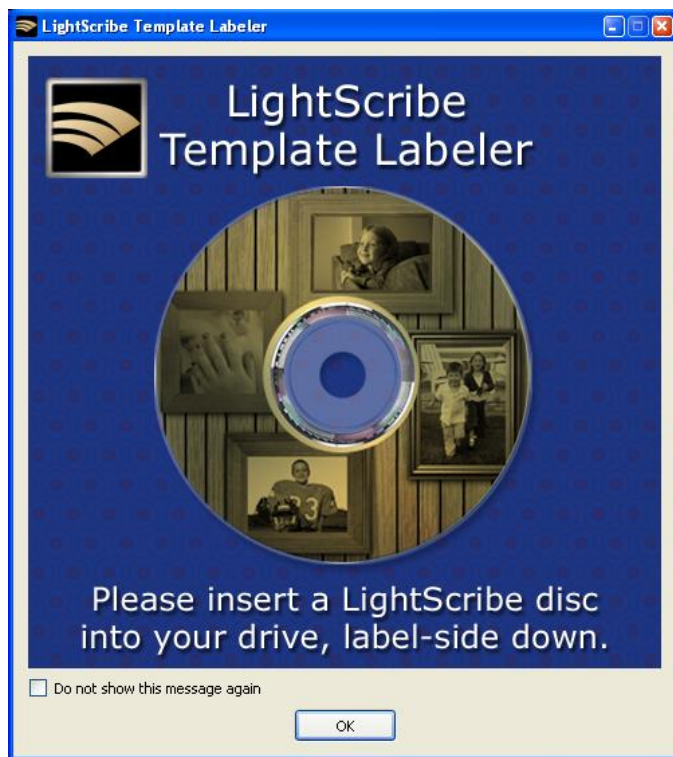 LightScribe Template Labeler
LightScribe
Template Labeler
33
Please insert a LightScribe disc
into your drive, label-side down.
Do not show this message again
OK